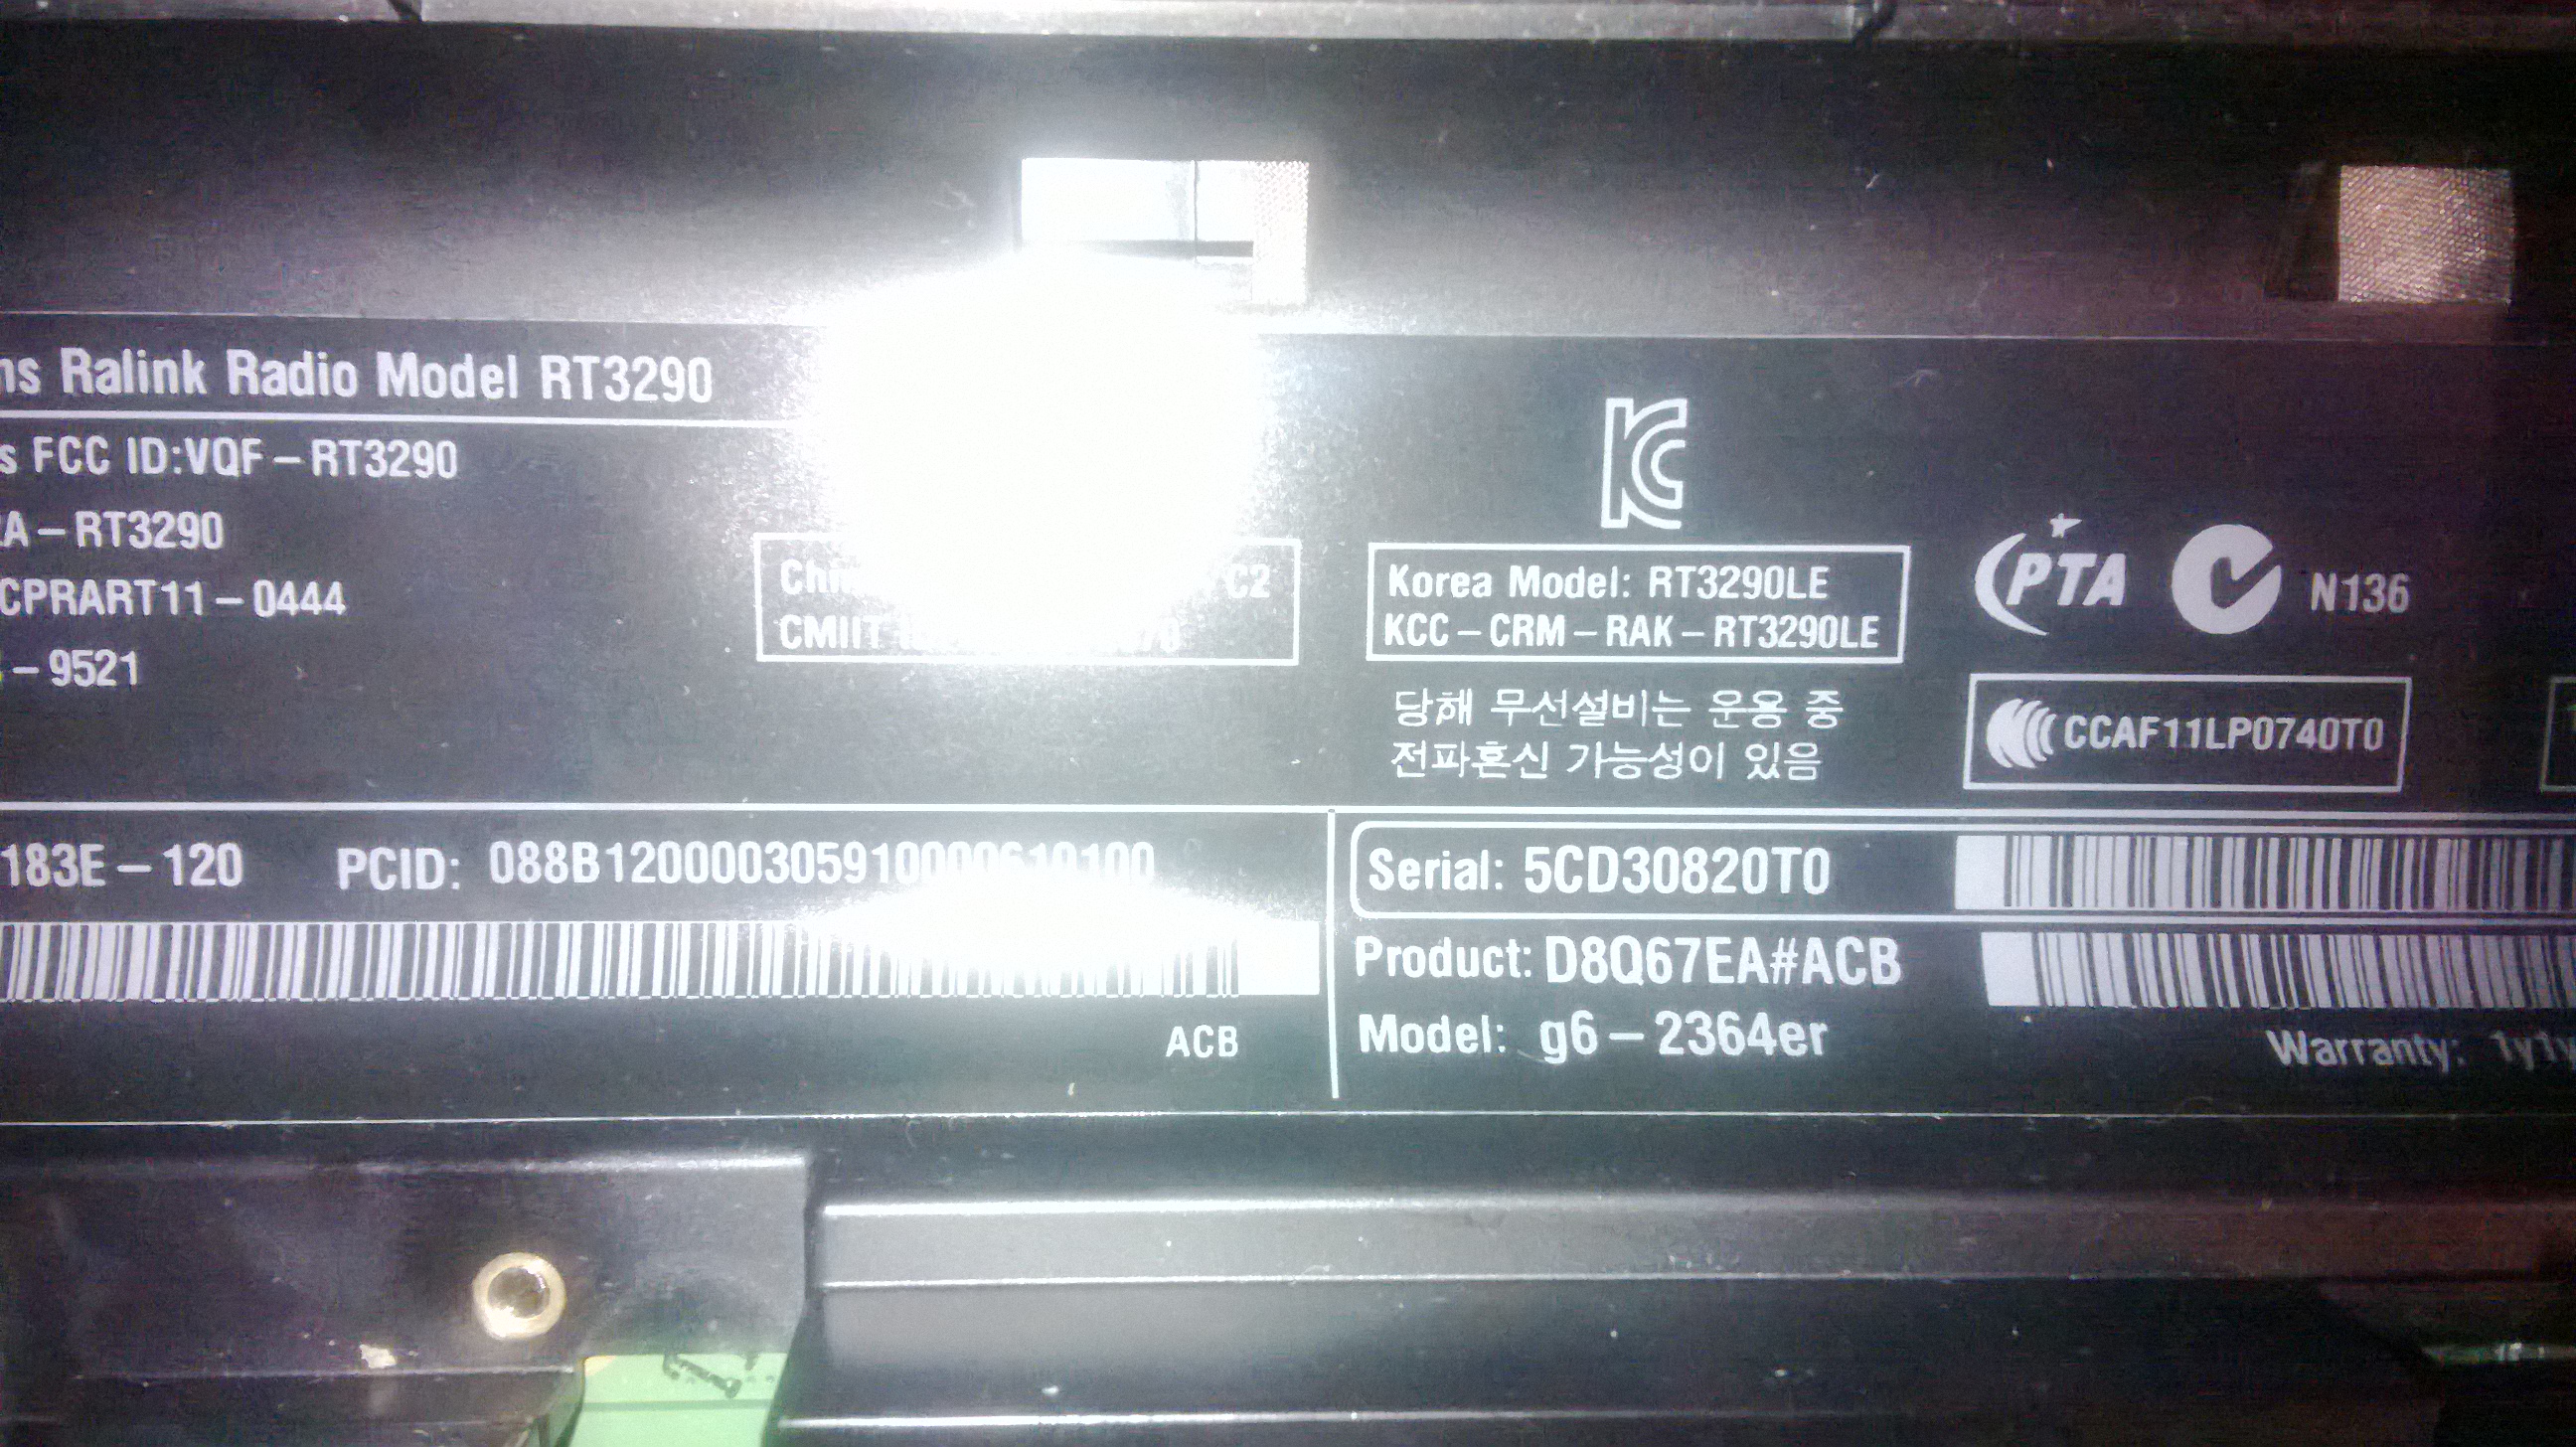 Ralink Radio Model RT3290
FCC ID:VQF-RT3290
A-RT3290
CPRART11-0444
-9521
C2
CMIIT
Korea Model: RT3290LE
KCC-CRM-RAK-RT3290LE
당해 무선설비는 운용 중
전파혼신 가능성이 있음
PTA
N136
CCAF11LP0740T0
183E-120
PCID:
ACB
Serial: 5CD30820T0
Product: D8Q67EA#ACB
Model: g6-2364er
Warranty: 1y1y